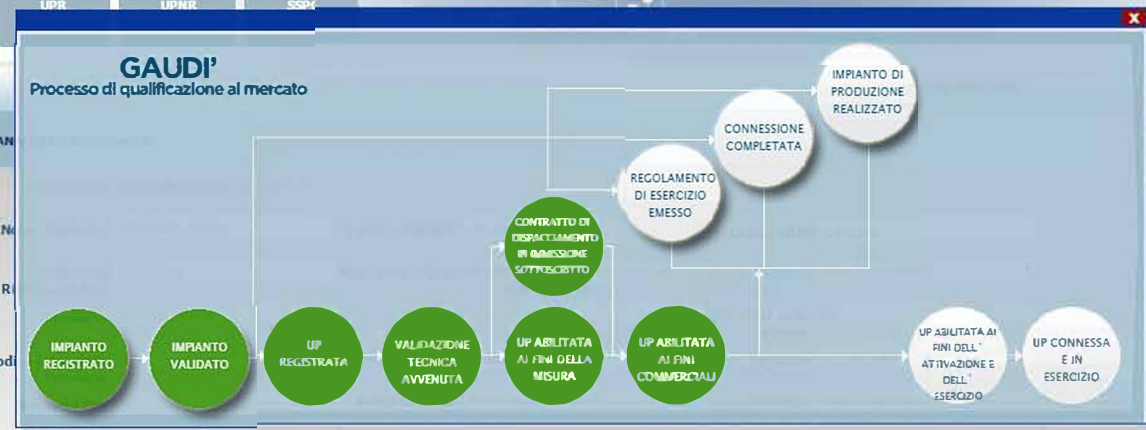 UPR UPNR
GAUDI'
Processo di qualificazione al mercato
IMPIANTO DI
PRODUZIONE
REALIZZATO
CONNESSIONE
COMPLETATA
REGOLAMENTO
DI ESERCIZIO
EMESSO
CONTRATTO DI
DISPACCIAMENTO
IN IMMISSIONE
SOTTOSCRITTO
IMPIANTO
REGISTRATO
IMPIANTO
VALIDATO
UP
REGISTRATA
VALIDAZIONE
TECNICA
AVVENUTA
UP ABILITATA
AI FINI DELLA
MISURA
UP ABILITATA
AI FINI
COMMERCIALI
UP ABILITATA AI
FINI DELL'
ATTIVAZIONE E
DELL'
ESERCIZIO
UP CONNESSA
E IN
ESERCIZIO